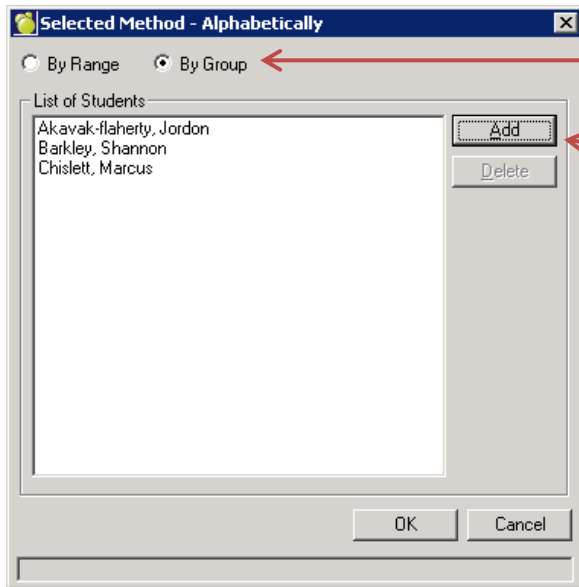 Selected Method - Alphabetically
By Range By Group
List of Students
Akavak-flaherty, Jordon
Barkley, Shannon
Chislett, Marcus
Add
Delete
OK Cancel